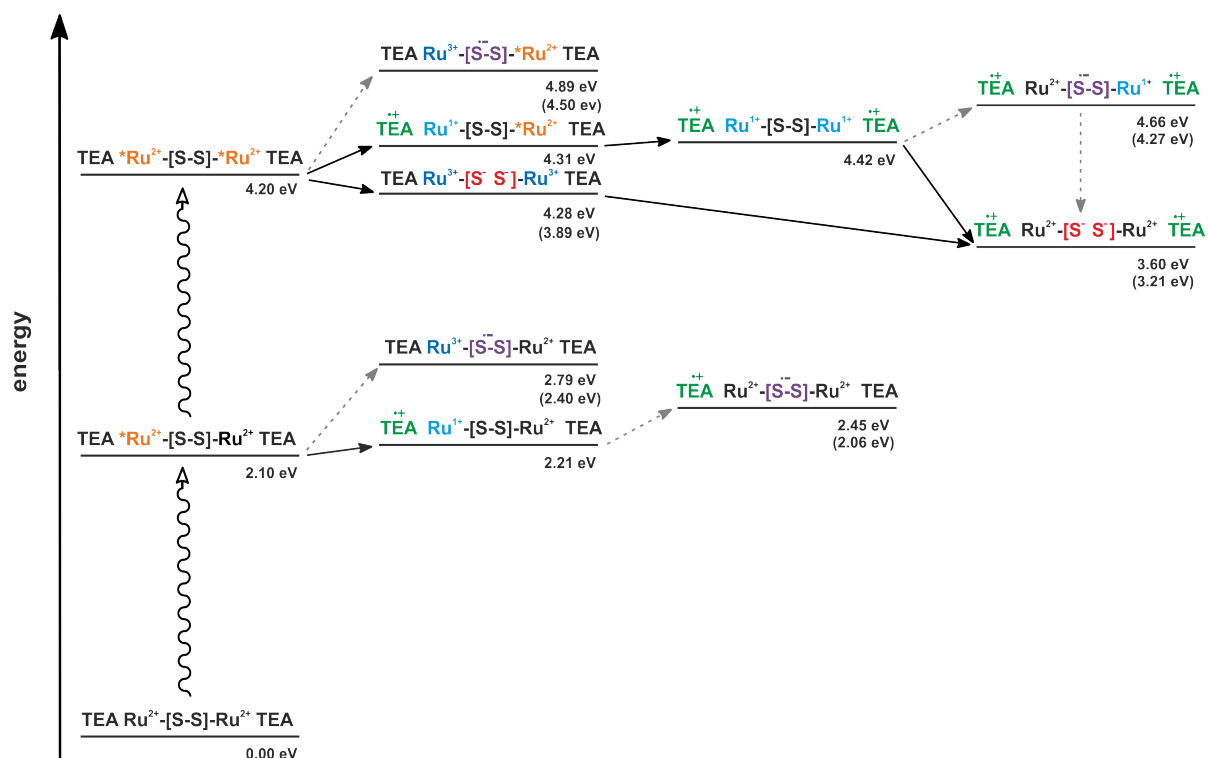 energy
TEA Ru³⁺-[S-S]•⁻-*Ru²⁺ TEA
4.89 eV
(4.50 ev)
TEA•⁺ Ru¹⁺-[S-S]-*Ru²⁺ TEA
4.31 eV
TEA Ru³⁺-[S⁻ S⁻]-Ru³⁺ TEA
4.28 eV
(3.89 eV)
TEA *Ru²⁺-[S-S]-*Ru²⁺ TEA
4.20 eV
TEA•⁺ Ru¹⁺-[S-S]-Ru¹⁺ TEA•⁺
4.42 eV
TEA•⁺ Ru²⁺-[S-S]•⁻-Ru¹⁺ TEA•⁺
4.66 eV
(4.27 eV)
TEA•⁺ Ru²⁺-[S⁻ S⁻]-Ru²⁺ TEA•⁺
3.60 eV
(3.21 eV)
TEA Ru³⁺-[S-S]•⁻-Ru²⁺ TEA
2.79 eV
(2.40 eV)
TEA•⁺ Ru¹⁺-[S-S]-Ru²⁺ TEA
2.21 eV
TEA•⁺ Ru²⁺-[S-S]•⁻-Ru²⁺ TEA
2.45 eV
(2.06 eV)
TEA *Ru²⁺-[S-S]-Ru²⁺ TEA
2.10 eV
TEA Ru²⁺-[S-S]-Ru²⁺ TEA
0.00 eV